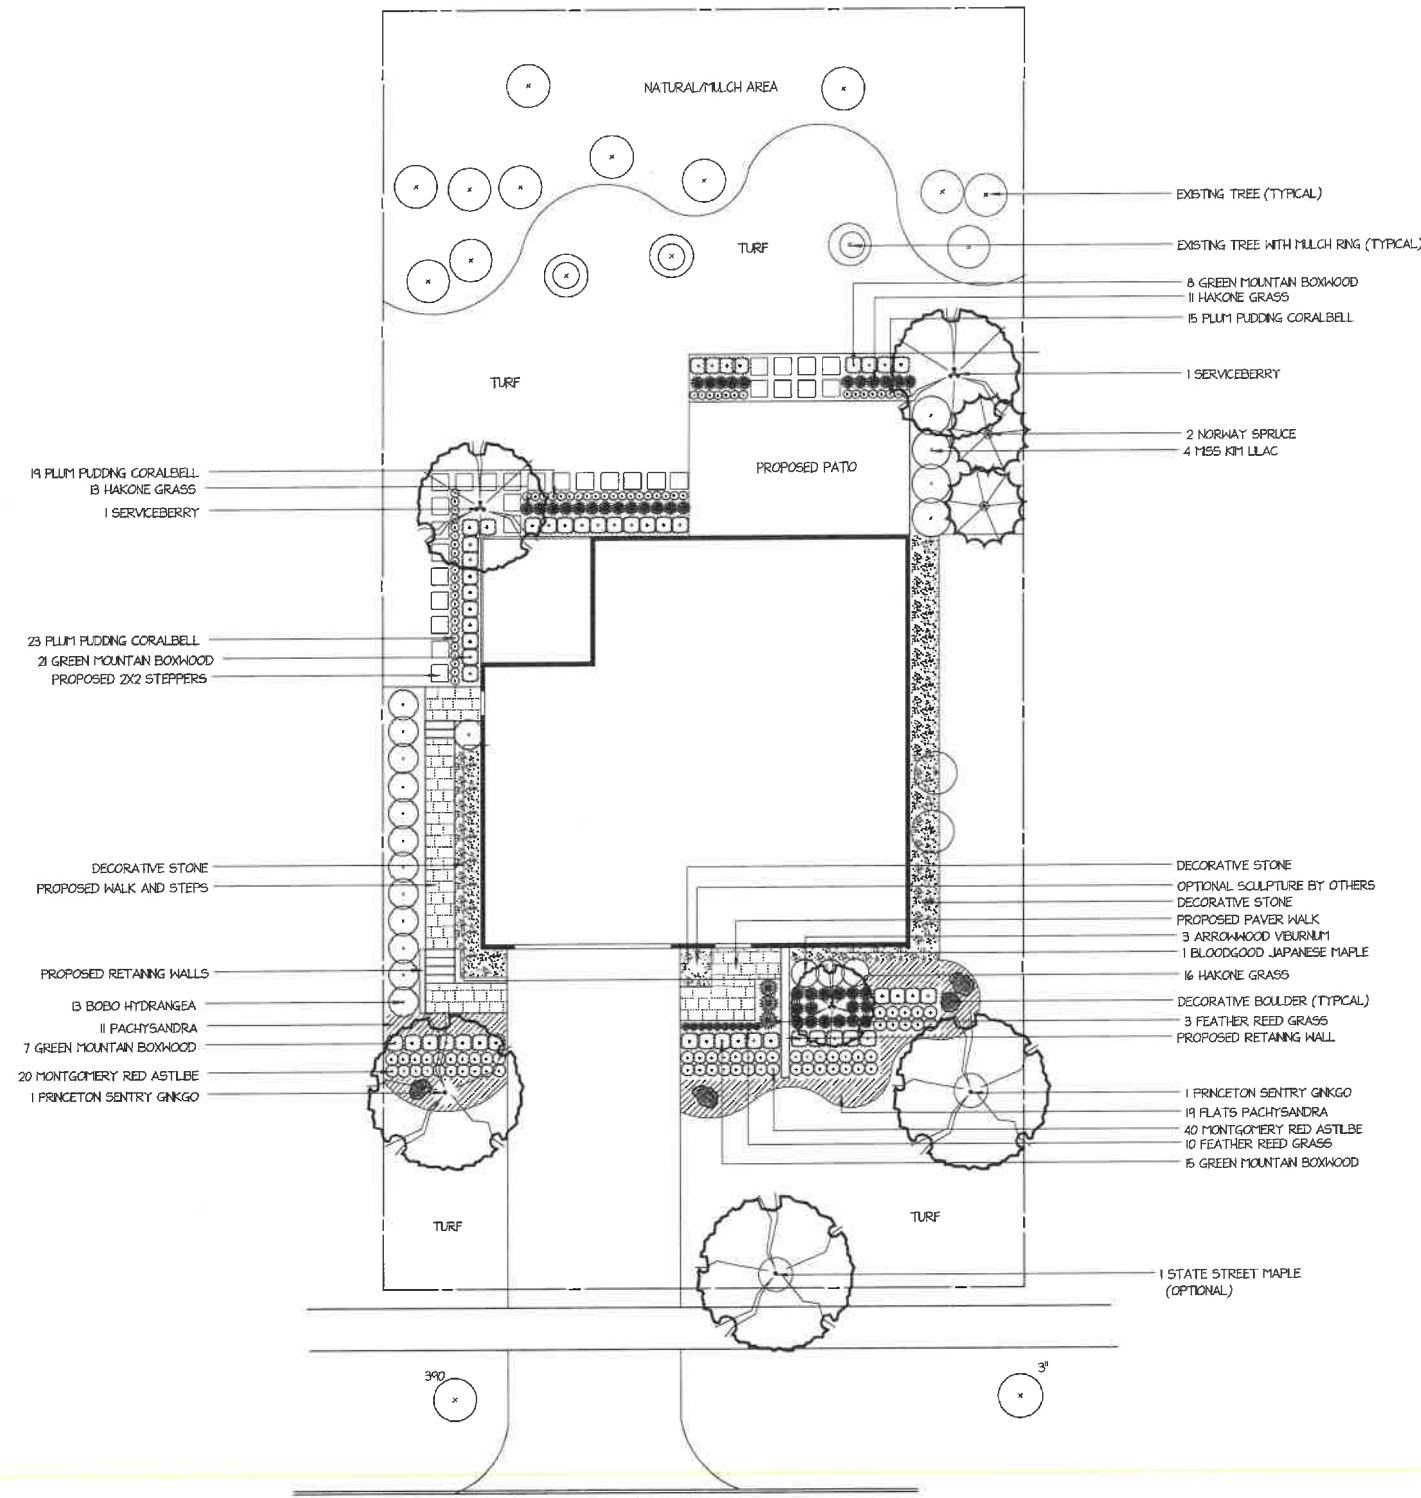 NATURAL/MULCH AREA
EXISTING TREE (TYPICAL)
TURF
EXISTING TREE WITH MULCH RING (TYPICAL)
8 GREEN MOUNTAIN BOXWOOD
11 HAKONE GRASS
15 PLUM PUDDING CORALBELL
TURF
1 SERVICEBERRY
2 NORWAY SPRUCE
4 MISS KIM LILAC
PROPOSED PATIO
19 PLUM PUDDING CORALBELL
13 HAKONE GRASS
1 SERVICEBERRY
23 PLUM PUDDING CORALBELL
21 GREEN MOUNTAIN BOXWOOD
PROPOSED 2X2 STEPPERS
DECORATIVE STONE
PROPOSED WALK AND STEPS
PROPOSED RETAINING WALLS
13 BOBO HYDRANGEA
11 PACHYSANDRA
7 GREEN MOUNTAIN BOXWOOD
20 MONTGOMERY RED ASTILBE
1 PRINCETON SENTRY GINKGO
DECORATIVE STONE
OPTIONAL SCULPTURE BY OTHERS
DECORATIVE STONE
PROPOSED PAVER WALK
3 ARROWWOOD VIBURNUM
1 BLOODGOOD JAPANESE MAPLE
16 HAKONE GRASS
DECORATIVE BOULDER (TYPICAL)
3 FEATHER REED GRASS
PROPOSED RETAINING WALL
1 PRINCETON SENTRY GINKGO
19 FLATS PACHYSANDRA
40 MONTGOMERY RED ASTILBE
10 FEATHER REED GRASS
15 GREEN MOUNTAIN BOXWOOD
TURF
TURF
1 STATE STREET MAPLE
(OPTIONAL)
390
3"